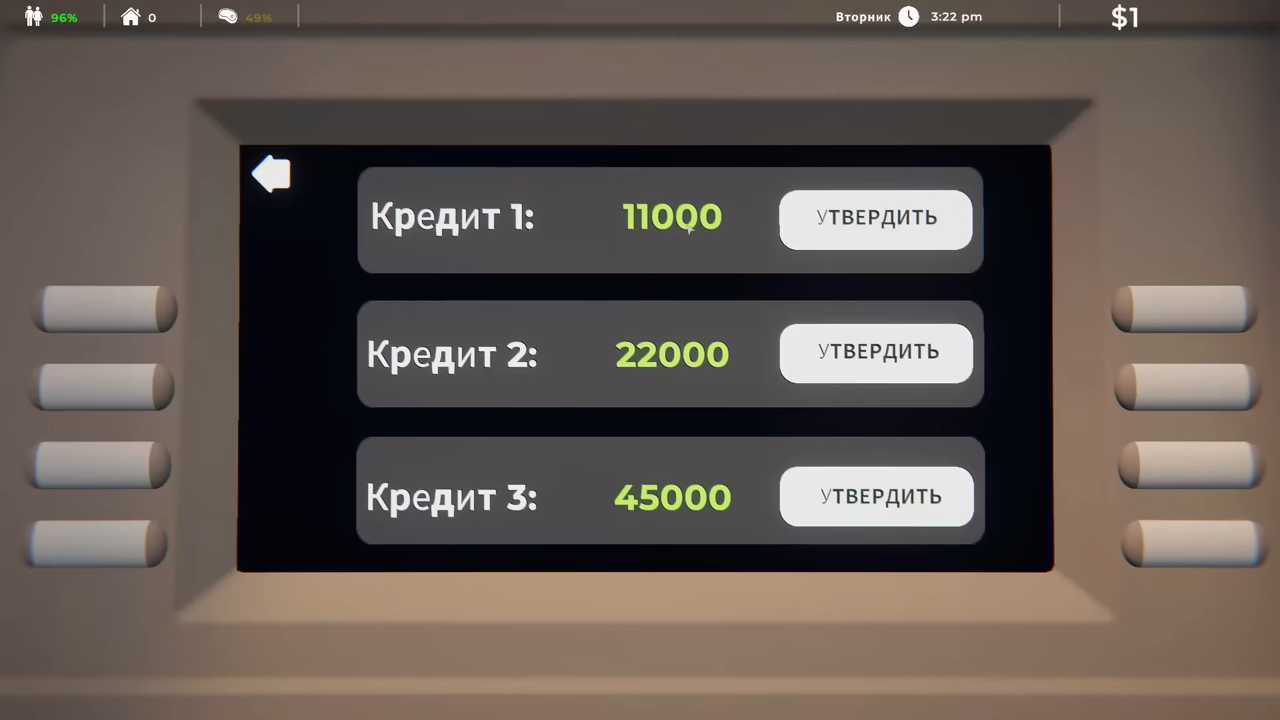 96%
0
49%
Вторник
3:22 pm
$1
Кредит 1: 11000 УТВЕРДИТЬ
Кредит 2: 22000 УТВЕРДИТЬ
Кредит 3: 45000 УТВЕРДИТЬ